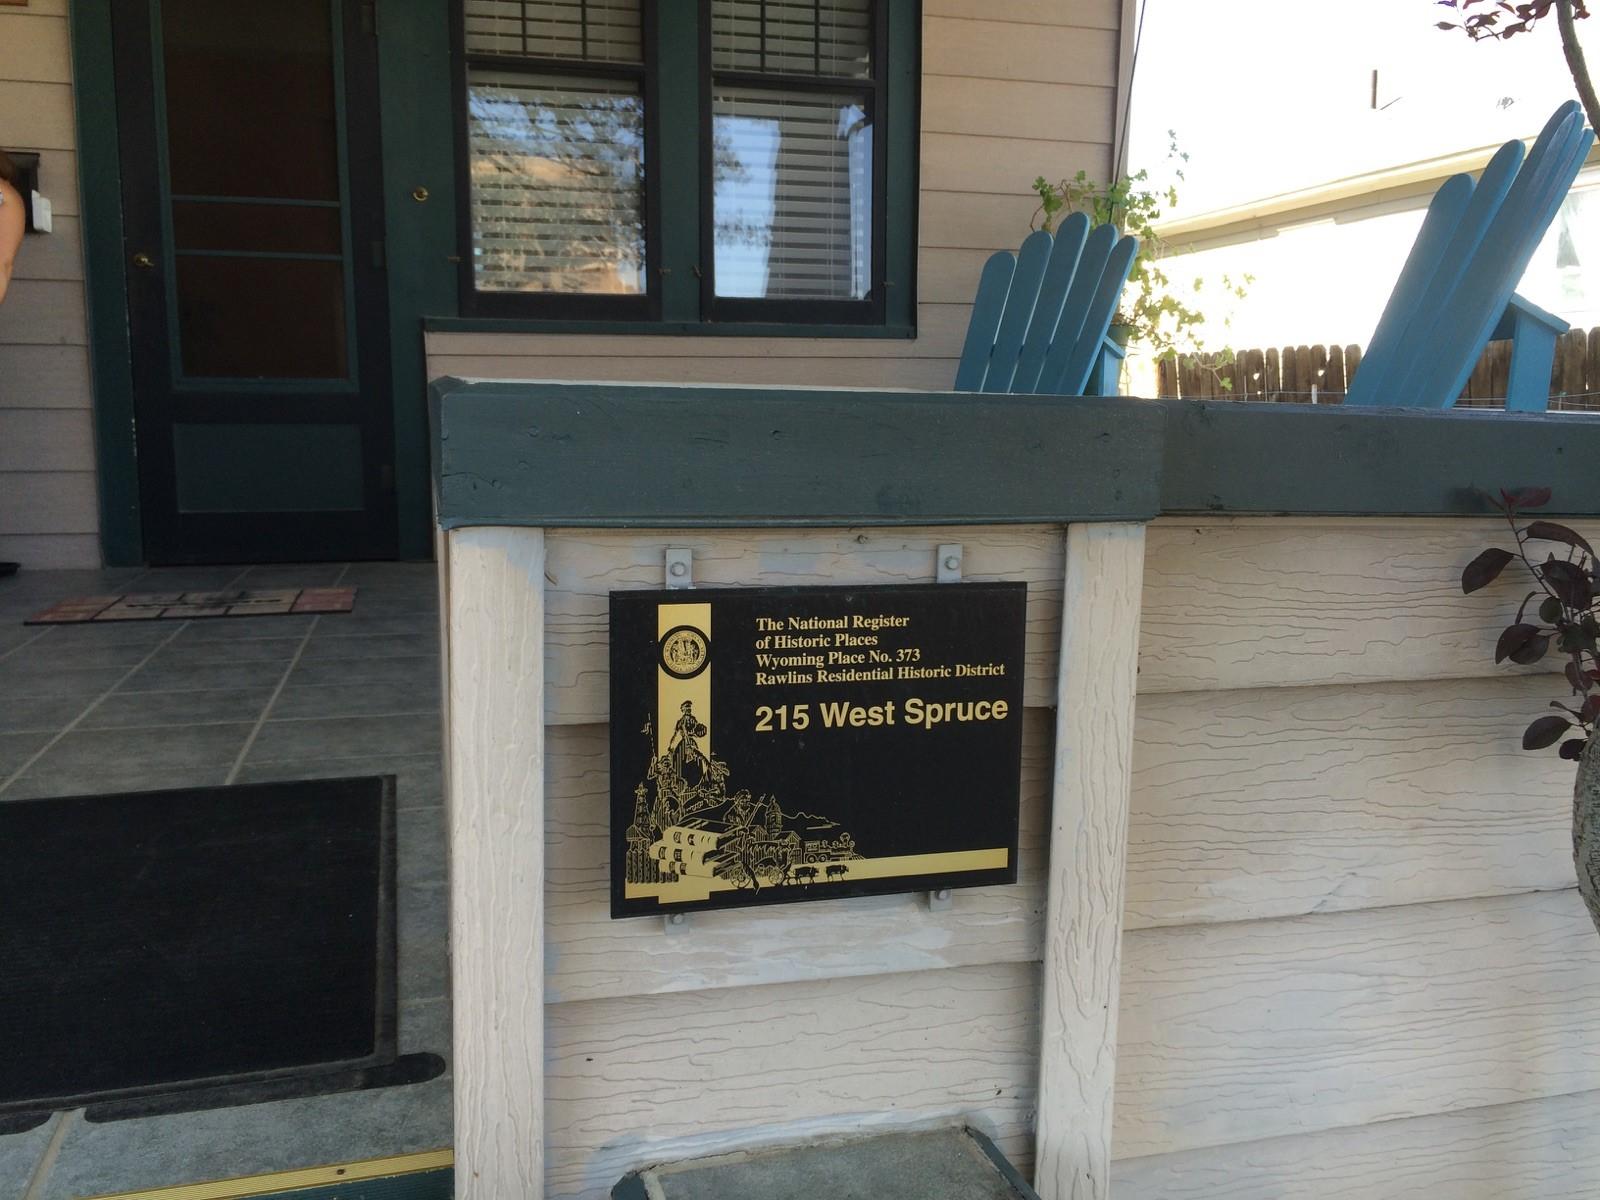 The National Register
of Historic Places
Wyoming Place No. 373
Rawlins Residential Historic District
215 West Spruce